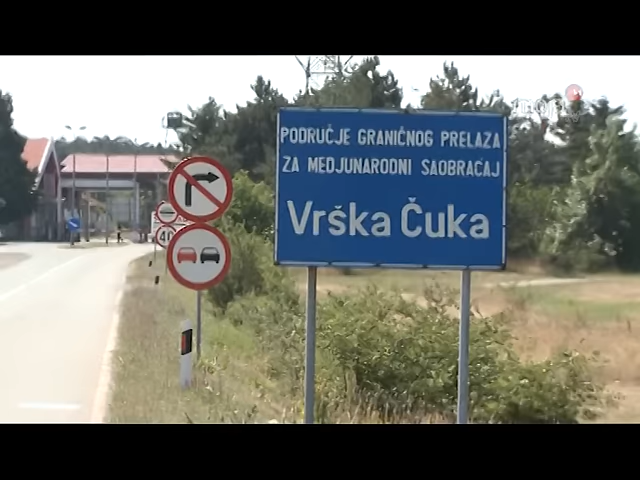 PODRUČJE GRANIČNOG PRELAZA
ZA MEDJUNARODNI SAOBRAĆAJ
Vrška Čuka
40